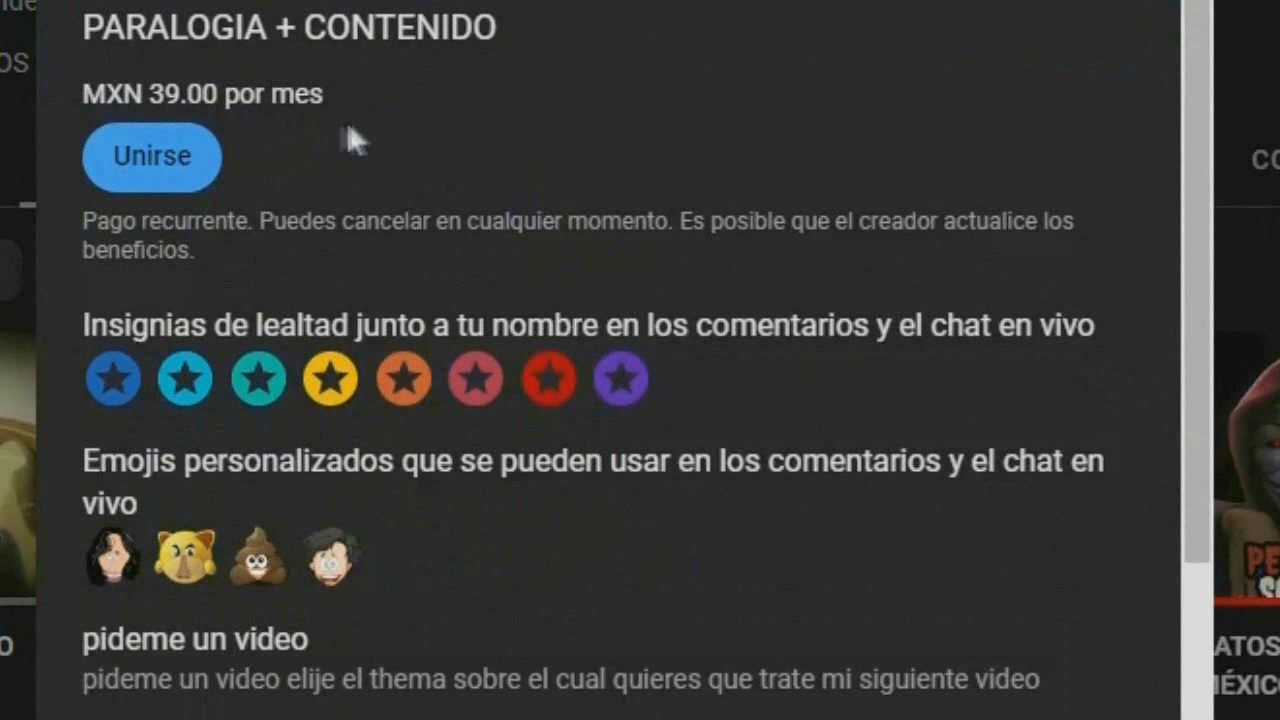 PARALOGIA + CONTENIDO
MXN 39.00 por mes
Unirse
Pago recurrente. Puedes cancelar en cualquier momento. Es posible que el creador actualice los
beneficios.
Insignias de lealtad junto a tu nombre en los comentarios y el chat en vivo
Emojis personalizados que se pueden usar en los comentarios y el chat en
vivo
pideme un video
pideme un video elije el thema sobre el cual quieres que trate mi siguiente video